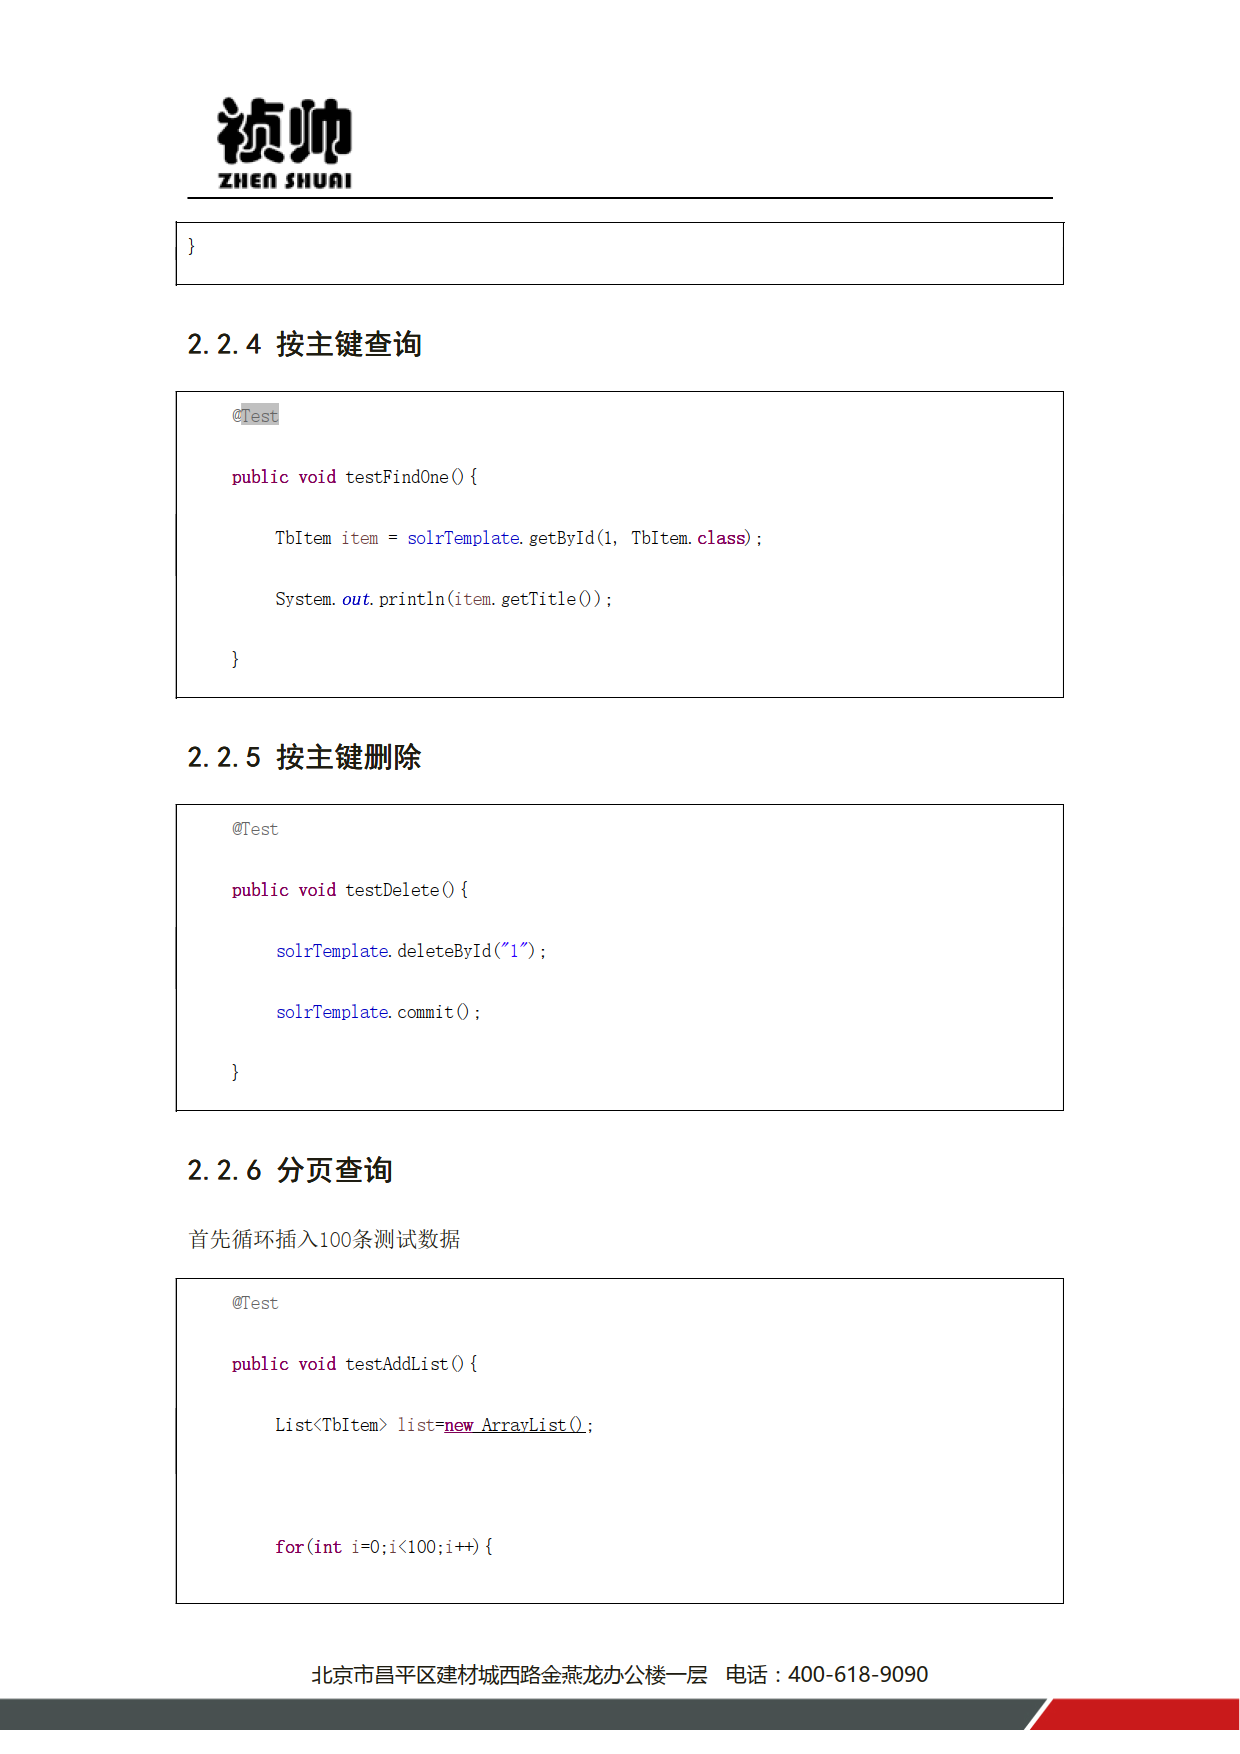 祯帅
ZHEN SHUAI
}
2.2.4 按主键查询
@Test
public void testFindOne(){
TbItem item = solrTemplate.getById(1, TbItem.class);
System.out.println(item.getTitle());
}
2.2.5 按主键删除
@Test
public void testDelete(){
solrTemplate.deleteById("1");
solrTemplate.commit();
}
2.2.6 分页查询
首先循环插入100条测试数据
@Test
public void testAddList(){
List<TbItem> list=new ArrayList();
for(int i=0;i<100;i++){
北京市昌平区建材城西路金燕龙办公楼一层 电话：400-618-9090